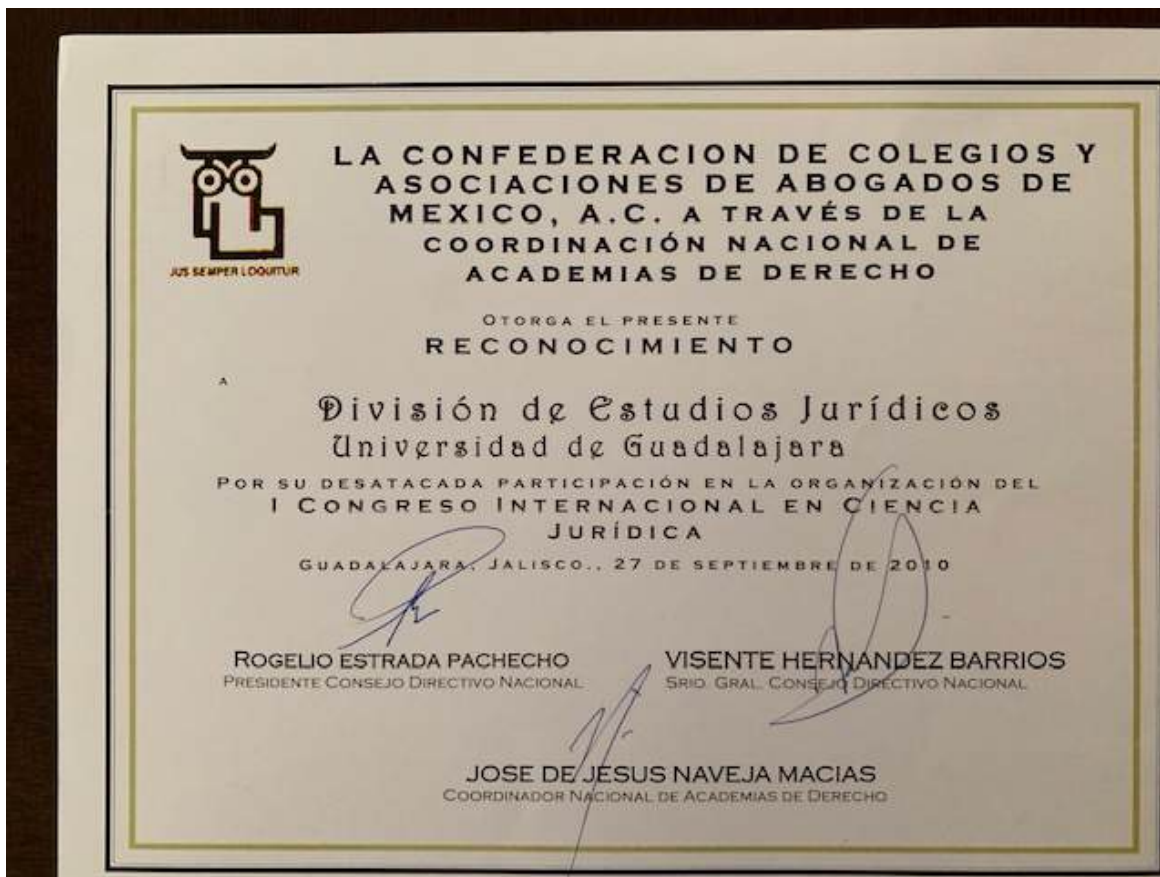 LA CONFEDERACION DE COLEGIOS Y
ASOCIACIONES DE ABOGADOS DE
MEXICO, A.C. A TRAVÉS DE LA
COORDINACIÓN NACIONAL DE
ACADEMIAS DE DERECHO
JUS SEMPER LOQUITUR
OTORGA EL PRESENTE
RECONOCIMIENTO
A
División de Estudios Jurídicos
Universidad de Guadalajara
POR SU DESATACADA PARTICIPACIÓN EN LA ORGANIZACIÓN DEL
I CONGRESO INTERNACIONAL EN CIENCIA
JURÍDICA
GUADALAJARA, JALISCO., 27 DE SEPTIEMBRE DE 2010
ROGELIO ESTRADA PACHECHO
PRESIDENTE CONSEJO DIRECTIVO NACIONAL
VISENTE HERNANDEZ BARRIOS
SRIO. GRAL. CONSEJO DIRECTIVO NACIONAL
JOSE DE JESUS NAVEJA MACIAS
COORDINADOR NACIONAL DE ACADEMIAS DE DERECHO